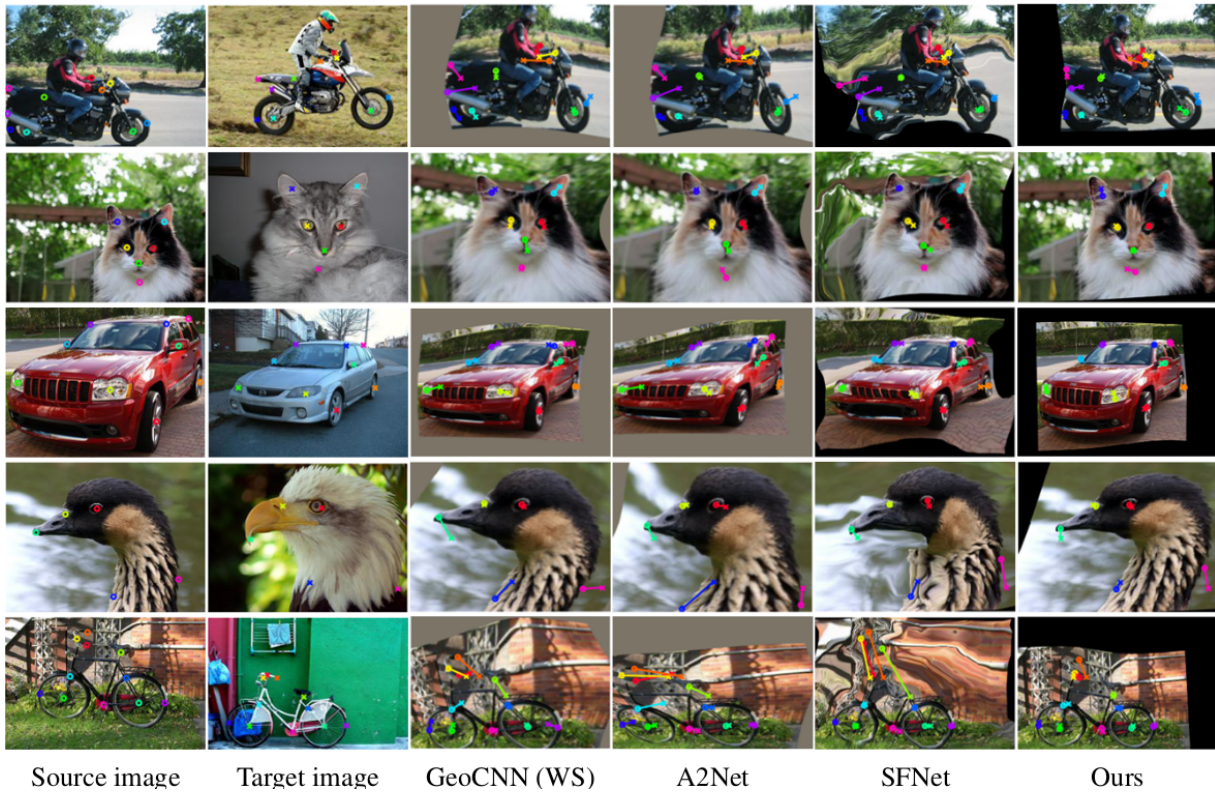 Source image
Target image
GeoCNN (WS)
A2Net
SFNet
Ours